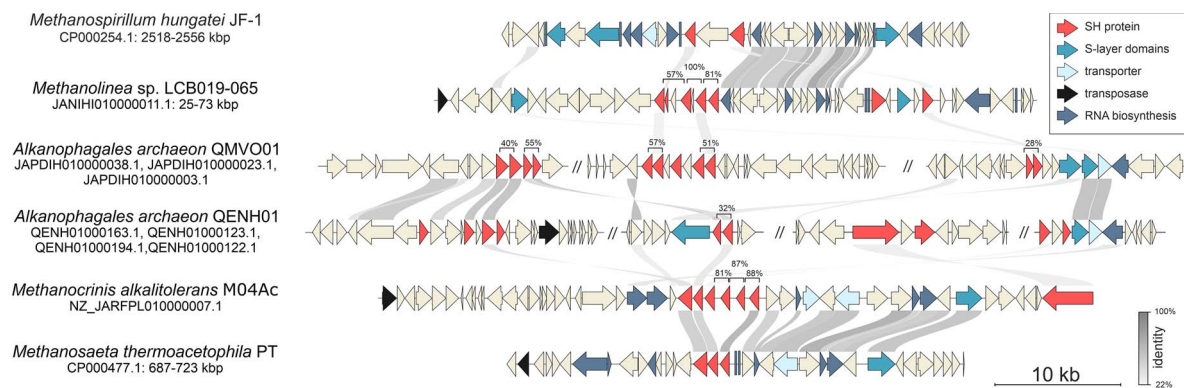 Methanospirillum hungatei JF-1
CP000254.1: 2518-2556 kbp
SH protein
S-layer domains
transporter
transposase
RNA biosynthesis
Methanolinea sp. LCB019-065
JANIHI010000011.1: 25-73 kbp
57%
100%
81%
Alkanophagales archaeon QMVO01
JAPDIH010000038.1, JAPDIH010000023.1,
JAPDIH010000003.1
40%
55%
//
57%
51%
//
28%
Alkanophagales archaeon QENH01
QENH01000163.1, QENH01000123.1,
QENH01000194.1,QENH01000122.1
//
32%
//
//
Methanocrinis alkalitolerans M04Ac
NZ_JARFPL010000007.1
81%
87%
88%
Methanosaeta thermoacetophila PT
CP000477.1: 687-723 kbp
10 kb
identity
100%
22%